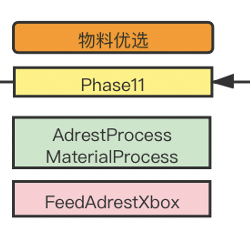 物料优选
Phase11
AdrestProcess
MaterialProcess
FeedAdrestXbox